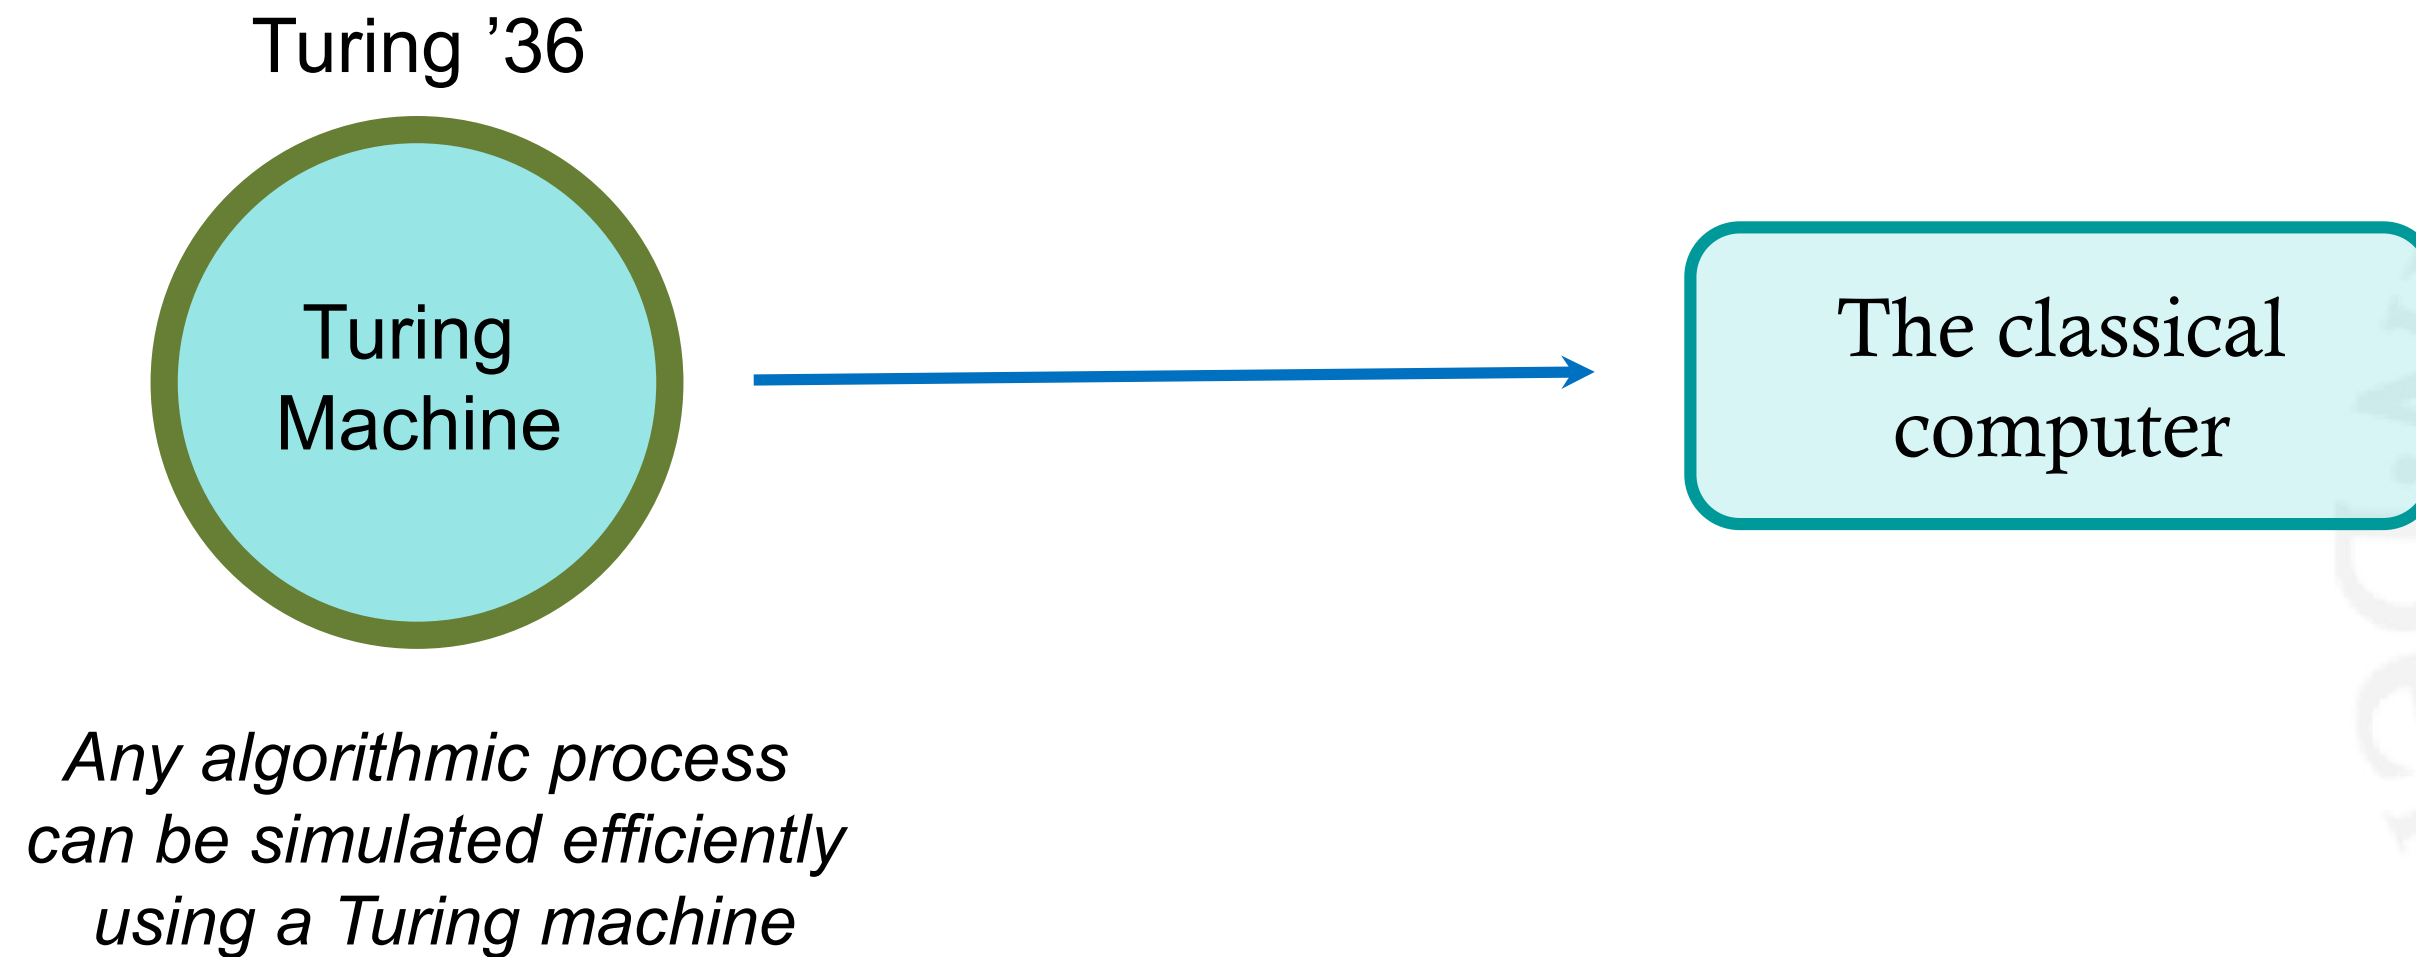 Turing ’36
Turing
Machine
The classical
computer
Any algorithmic process
can be simulated efficiently
using a Turing machine